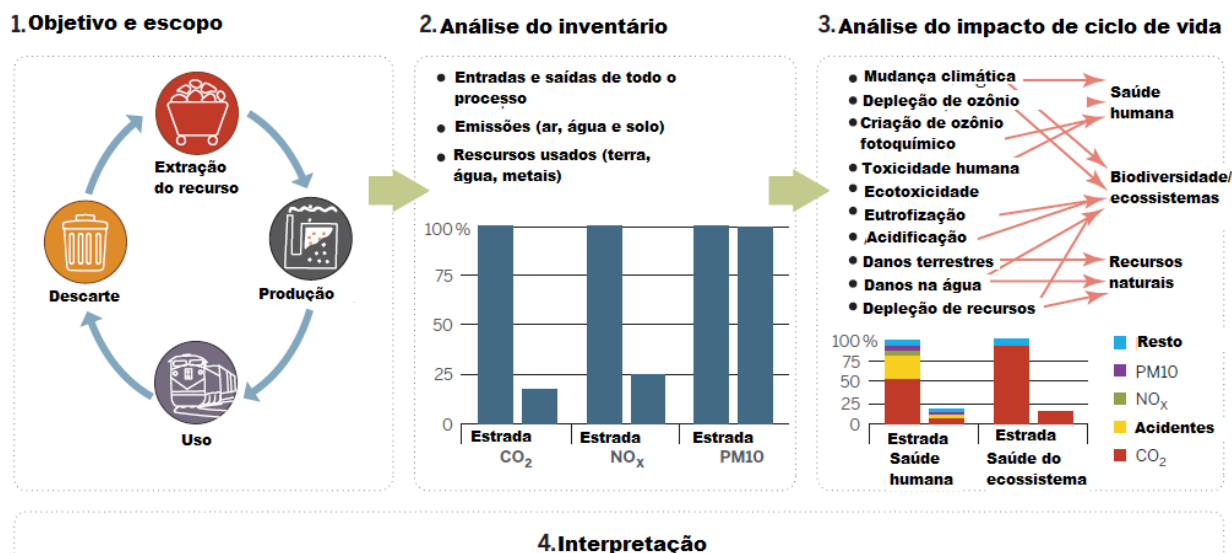 1. Objetivo e escopo
Extração
do recurso
Produção
Uso
Descarte
2. Análise do inventário
• Entradas e saídas de todo o
processo
• Emissões (ar, água e solo)
• Rescursos usados (terra,
água, metais)
100 %
75
50
25
0
Estrada
CO₂
Estrada
NOₓ
Estrada
PM10
3. Análise do impacto de ciclo de vida
• Mudança climática
• Depleção de ozônio
• Criação de ozônio
fotoquímico
• Toxicidade humana
• Ecotoxicidade
• Eutrofização
• Acidificação
• Danos terrestres
• Danos na água
• Depleção de recursos
Saúde
humana
Biodiversidade/
ecossistemas
Recursos
naturais
100 %
75
50
25
0
Estrada
Saúde
humana
Estrada
Saúde do
ecossistema
Resto
PM10
NOₓ
Acidentes
CO₂
4. Interpretação